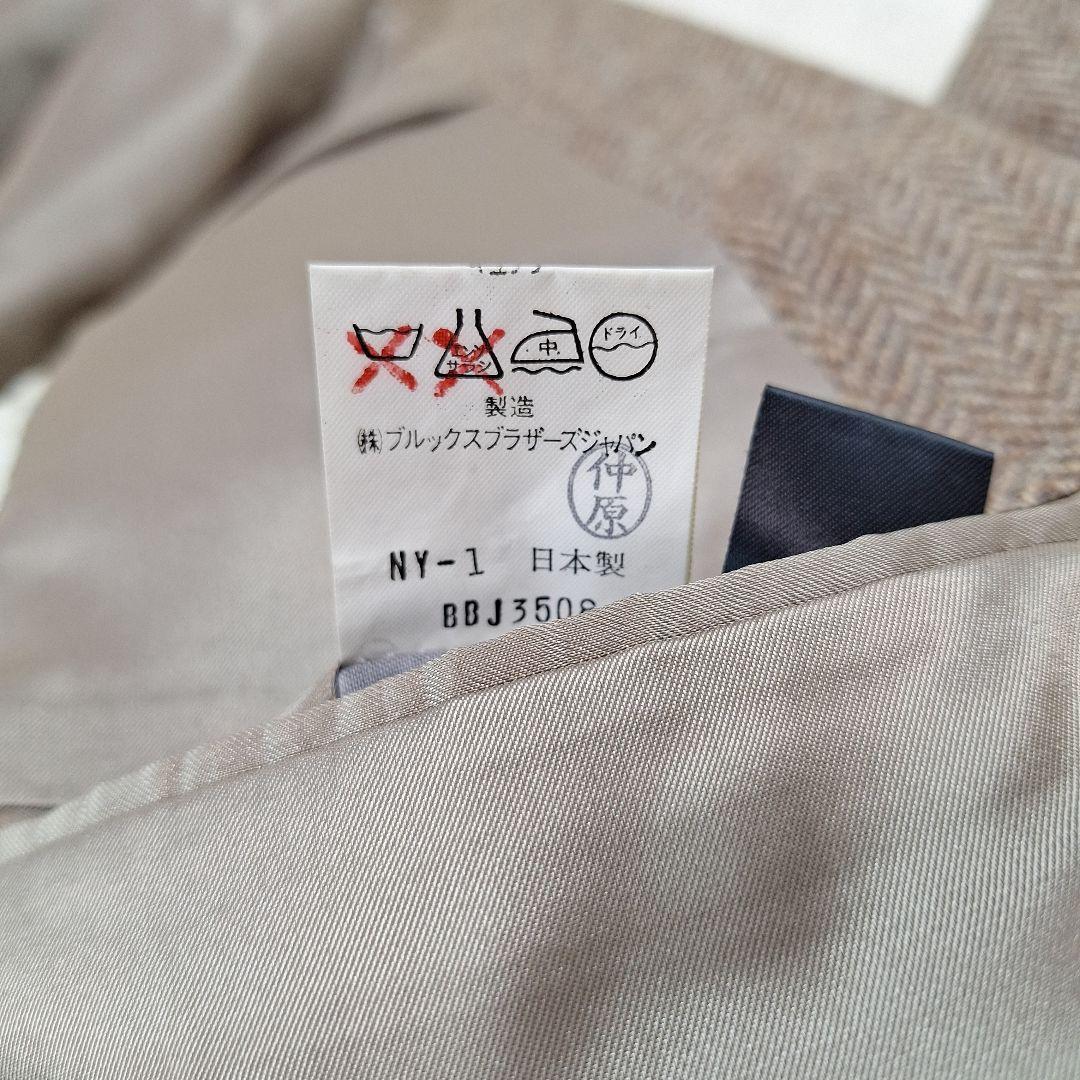 中 ドライ
エンソ
サラシ
製造
㈱ブルックスブラザーズジャパン
仲原
NY-1 日本製
BBJ350